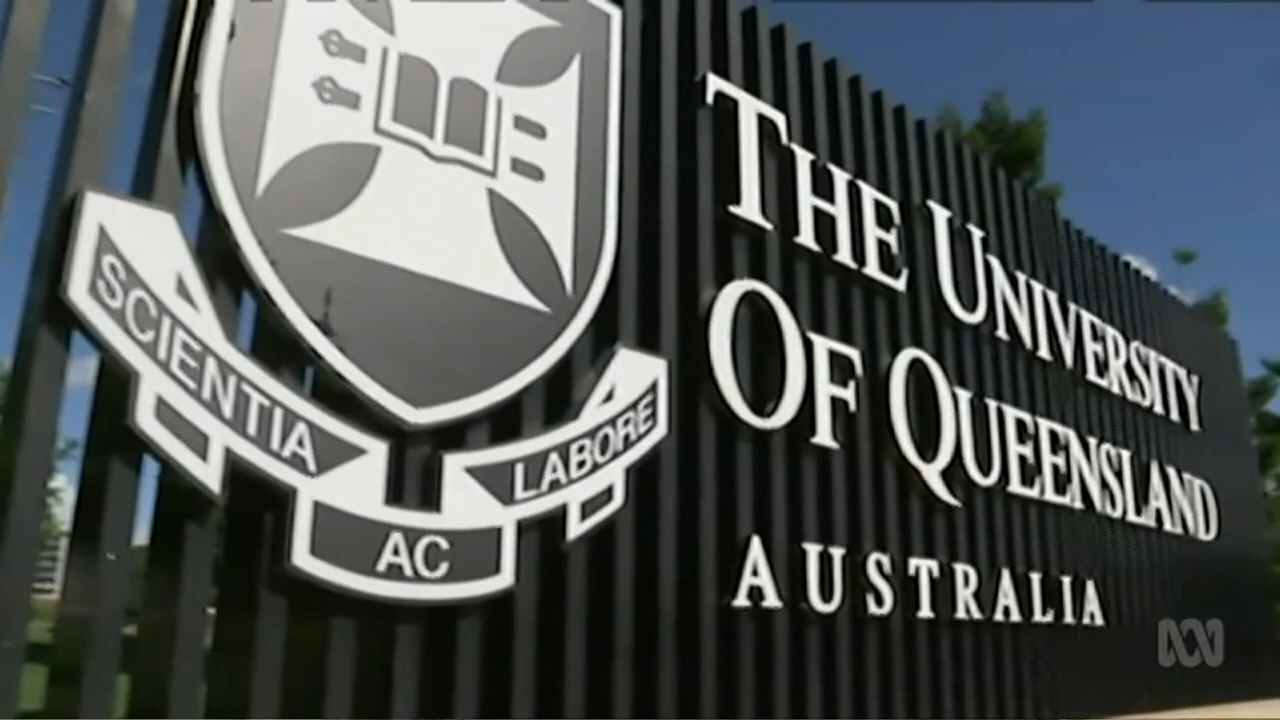 SCIENTIA
AC
LABORE
THE UNIVERSITY
OF QUEENSLAND
AUSTRALIA